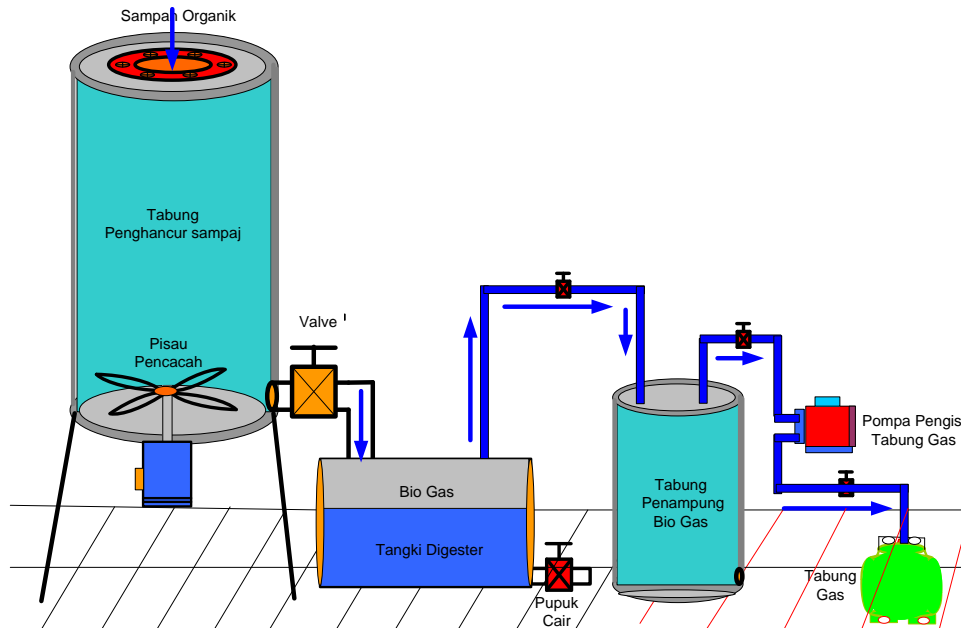 Sampah Organik
Tabung
Penghancur sampaj
Pisau
Pencacah
Valve
Bio Gas
Tangki Digester
Pupuk
Cair
Tabung
Penampung
Bio Gas
Pompa Pengis
Tabung Gas
Tabung
Gas